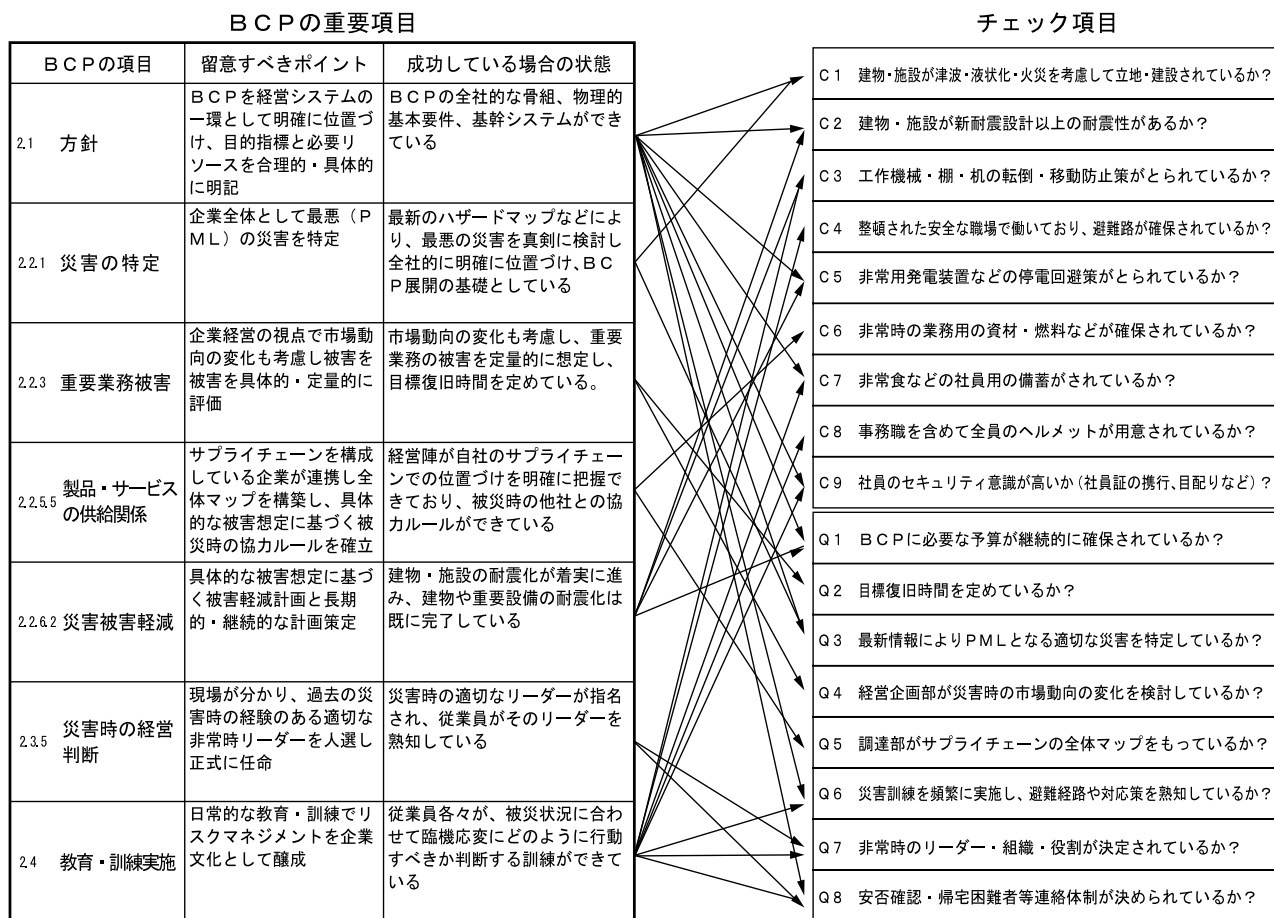 BCPの重要項目
BCPの項目
留意すべきポイント
成功している場合の状態
2.1 方針
BCPを経営システムの
一環として明確に位置づ
け、目的指標と必要リ
ソースを合理的・具体的
に明記
BCPの全社的な骨組、物理的
基本要件、基幹システムができ
ている
2.2.1 災害の特定
企業全体として最悪（P
ML）の災害を特定
最新のハザードマップなどによ
り、最悪の災害を真剣に検討し
全社的に明確に位置づけ、BC
P展開の基礎としている
2.2.3 重要業務被害
企業経営の視点で市場動
向の変化も考慮し被害を
被害を具体的・定量的に
評価
市場動向の変化も考慮し、重要
業務の被害を定量的に想定し、
目標復旧時間を定めている。
2.2.5.5 製品・サービス
の供給関係
サプライチェーンを構成
している企業が連携し全
体マップを構築し、具体
的な被害想定に基づく被
災時の協力ルールを確立
経営陣が自社のサプライチェー
ンでの位置づけを明確に把握で
きており、被災時の他社との協
力ルールができている
2.2.6.2 災害被害軽減
具体的な被害想定に基づ
く被害軽減計画と長期
的・継続的な計画策定
建物・施設の耐震化が着実に進
み、建物や重要設備の耐震化は
既に完了している
2.3.5 災害時の経営
判断
現場が分かり、過去の災
害時の経験のある適切な
非常時リーダーを人選し
正式に任命
災害時の適切なリーダーが指名
され、従業員がそのリーダーを
熟知している
2.4 教育・訓練実施
日常的な教育・訓練でリ
スクマネジメントを企業
文化として醸成
従業員各々が、被災状況に合わ
せて臨機応変にどのように行動
すべきか判断する訓練ができて
いる
チェック項目
C1 建物・施設が津波・液状化・火災を考慮して立地・建設されているか？
C2 建物・施設が新耐震設計以上の耐震性があるか？
C3 工作機械・棚・机の転倒・移動防止策がとられているか？
C4 整頓された安全な職場で働いており、避難路が確保されているか？
C5 非常用発電装置などの停電回避策がとられているか？
C6 非常時の業務用の資材・燃料などが確保されているか？
C7 非常食などの社員用の備蓄がされているか？
C8 事務職を含めて全員のヘルメットが用意されているか？
C9 社員のセキュリティ意識が高いか（社員証の携行、目配りなど）？
Q1 BCPに必要な予算が継続的に確保されているか？
Q2 目標復旧時間を定めているか？
Q3 最新情報によりPMLとなる適切な災害を特定しているか？
Q4 経営企画部が災害時の市場動向の変化を検討しているか？
Q5 調達部がサプライチェーンの全体マップをもっているか？
Q6 災害訓練を頻繁に実施し、避難経路や対応策を熟知しているか？
Q7 非常時のリーダー・組織・役割が決定されているか？
Q8 安否確認・帰宅困難者等連絡体制が決められているか？